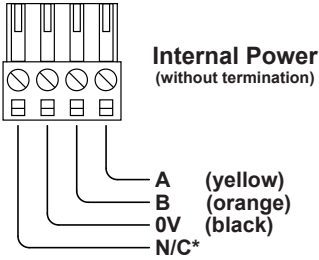 Internal Power
(without termination)
A (yellow)
B (orange)
0V (black)
N/C*